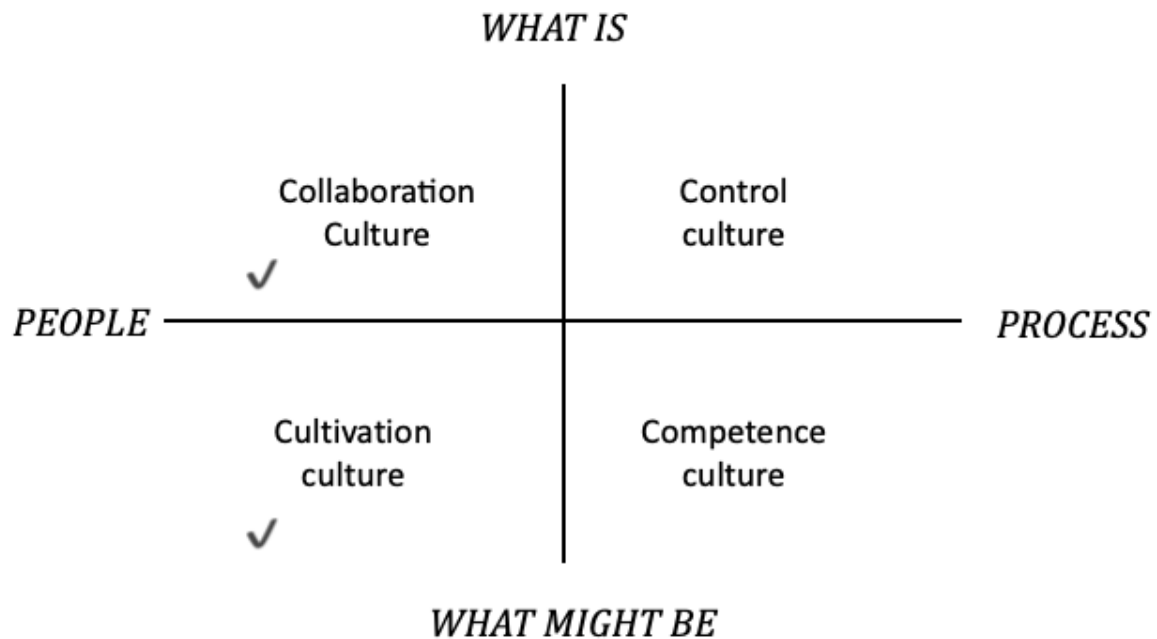 WHAT IS
Collaboration
Culture
Control
culture
PEOPLE
PROCESS
Cultivation
culture
Competence
culture
WHAT MIGHT BE